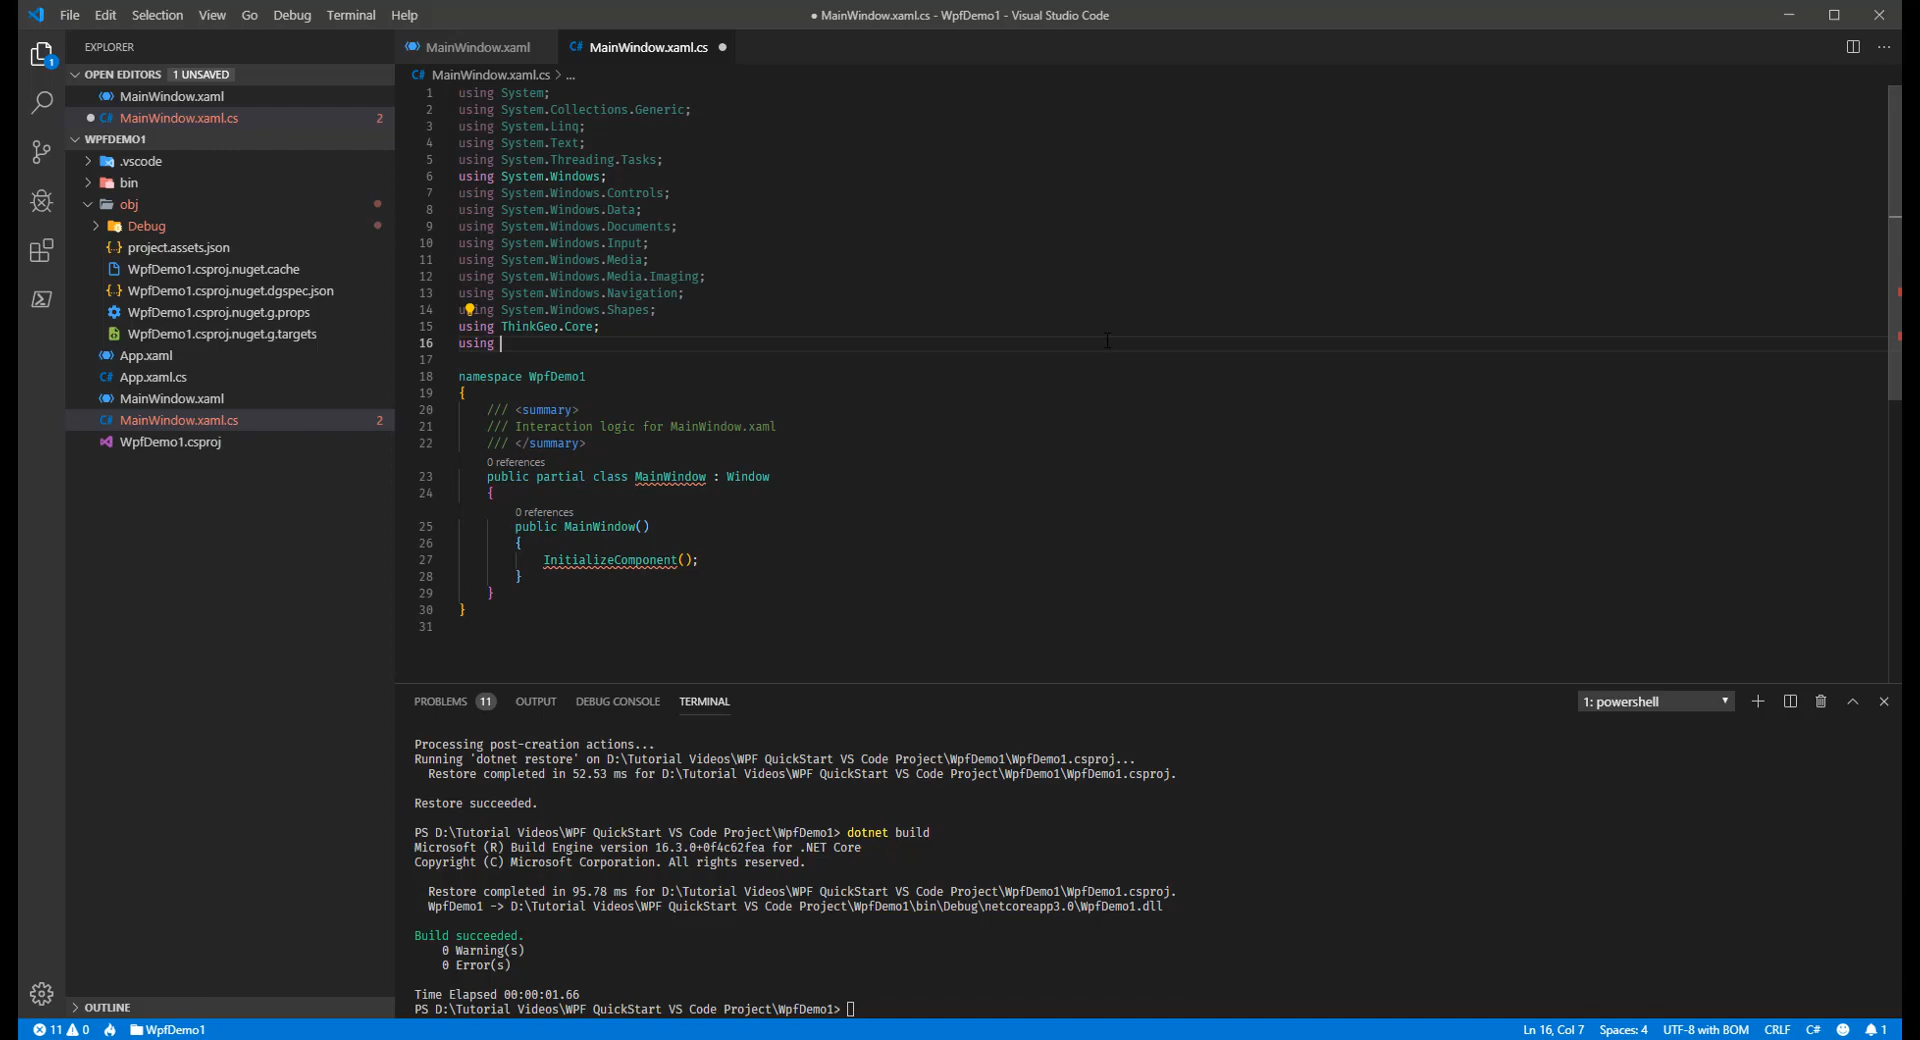 File Edit Selection View Go Debug Terminal Help
● MainWindow.xaml.cs - WpfDemo1 - Visual Studio Code
EXPLORER
OPEN EDITORS 1 UNSAVED
MainWindow.xaml
MainWindow.xaml.cs 2
WPFDEMO1
.vscode
bin
obj
Debug
project.assets.json
WpfDemo1.csproj.nuget.cache
WpfDemo1.csproj.nuget.dgspec.json
WpfDemo1.csproj.nuget.g.props
WpfDemo1.csproj.nuget.g.targets
App.xaml
App.xaml.cs
MainWindow.xaml
MainWindow.xaml.cs 2
WpfDemo1.csproj
OUTLINE
1
MainWindow.xaml
C# MainWindow.xaml.cs
C# MainWindow.xaml.cs > ...
1 using System;
2 using System.Collections.Generic;
3 using System.Linq;
4 using System.Text;
5 using System.Threading.Tasks;
6 using System.Windows;
7 using System.Windows.Controls;
8 using System.Windows.Data;
9 using System.Windows.Documents;
10 using System.Windows.Input;
11 using System.Windows.Media;
12 using System.Windows.Media.Imaging;
13 using System.Windows.Navigation;
14 using System.Windows.Shapes;
15 using ThinkGeo.Core;
16 using
17
18 namespace WpfDemo1
19 {
20 /// <summary>
21 /// Interaction logic for MainWindow.xaml
22 /// </summary>
0 references
23 public partial class MainWindow : Window
24 {
0 references
25 public MainWindow()
26 {
27 InitializeComponent();
28 }
29 }
30 }
31
PROBLEMS 11 OUTPUT DEBUG CONSOLE TERMINAL
1: powershell
Processing post-creation actions...
Running 'dotnet restore' on D:\Tutorial Videos\WPF QuickStart VS Code Project\WpfDemo1\WpfDemo1.csproj...
Restore completed in 52.53 ms for D:\Tutorial Videos\WPF QuickStart VS Code Project\WpfDemo1\WpfDemo1.csproj.
Restore succeeded.
PS D:\Tutorial Videos\WPF QuickStart VS Code Project\WpfDemo1> dotnet build
Microsoft (R) Build Engine version 16.3.0+0f4c62fea for .NET Core
Copyright (C) Microsoft Corporation. All rights reserved.
Restore completed in 95.78 ms for D:\Tutorial Videos\WPF QuickStart VS Code Project\WpfDemo1\WpfDemo1.csproj.
WpfDemo1 -> D:\Tutorial Videos\WPF QuickStart VS Code Project\WpfDemo1\bin\Debug\netcoreapp3.0\WpfDemo1.dll
Build succeeded.
0 Warning(s)
0 Error(s)
Time Elapsed 00:00:01.66
PS D:\Tutorial Videos\WPF QuickStart VS Code Project\WpfDemo1>
11 0 WpfDemo1
Ln 16, Col 7 Spaces: 4 UTF-8 with BOM CRLF C# 1